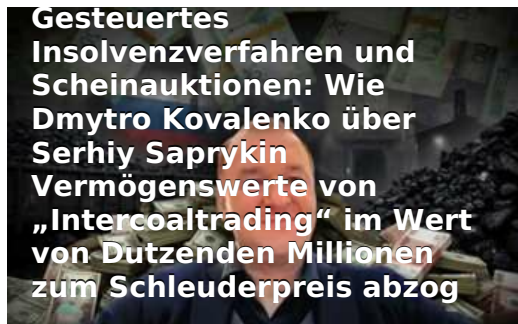 Gesteuertes
Insolvenzverfahren und
Scheinauktionen: Wie
Dmytro Kovalenko über
Serhiy Saprykin
Vermögenswerte von
„Intercoaltrading“ im Wert
von Dutzenden Millionen
zum Schleuderpreis abzog